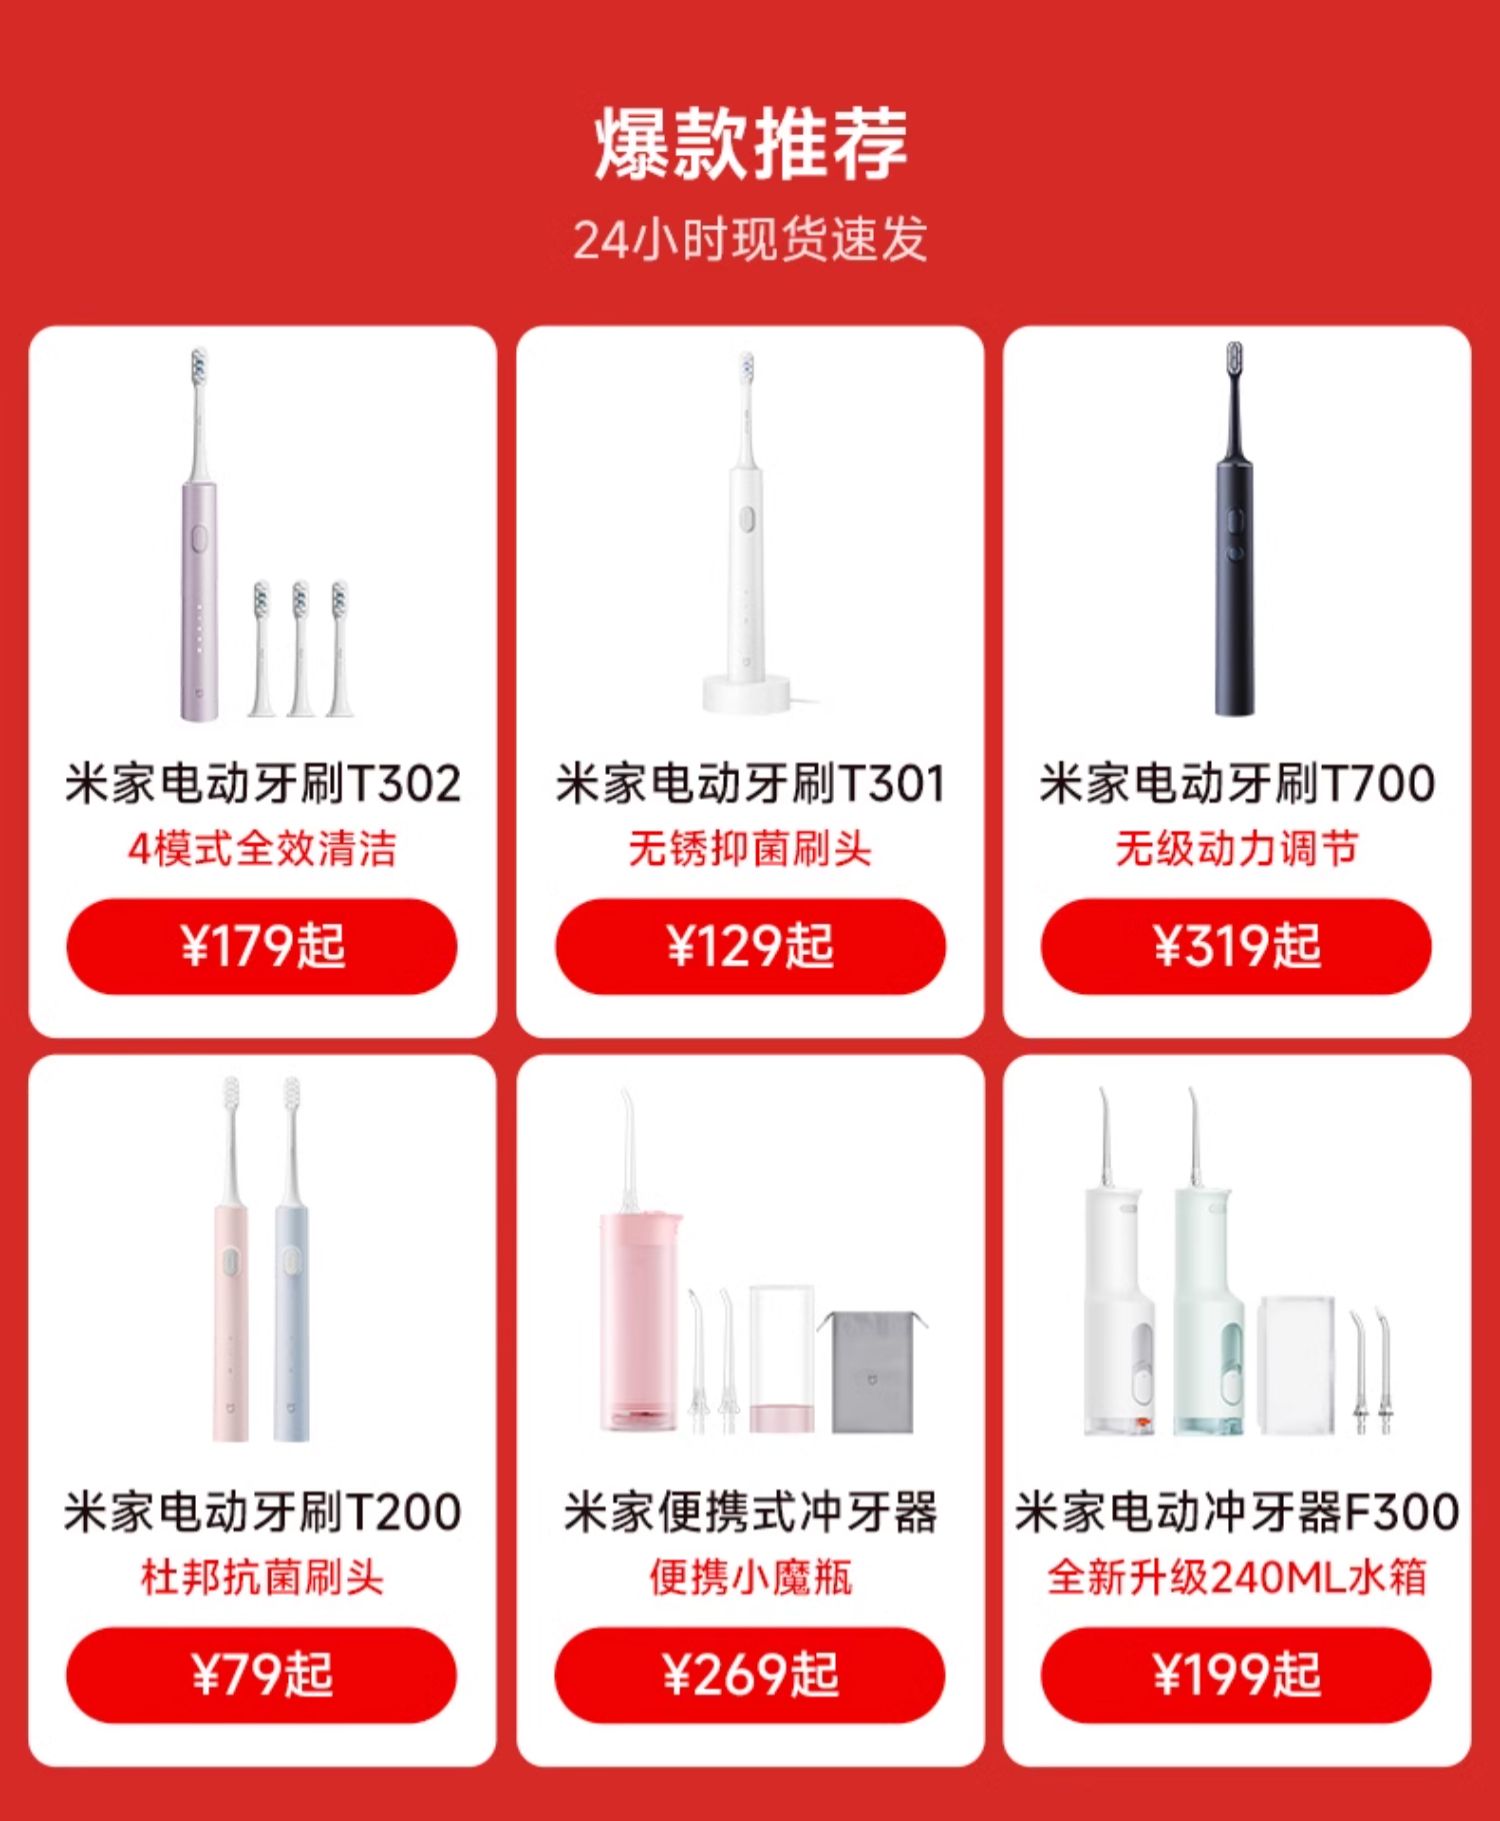 爆款推荐
24小时现货速发
米家电动牙刷T302
4模式全效清洁
¥179起
米家电动牙刷T301
无锈抑菌刷头
¥129起
米家电动牙刷T700
无级动力调节
¥319起
米家电动牙刷T200
杜邦抗菌刷头
¥79起
米家便携式冲牙器
便携小魔瓶
¥269起
米家电动冲牙器F300
全新升级240ML水箱
¥199起